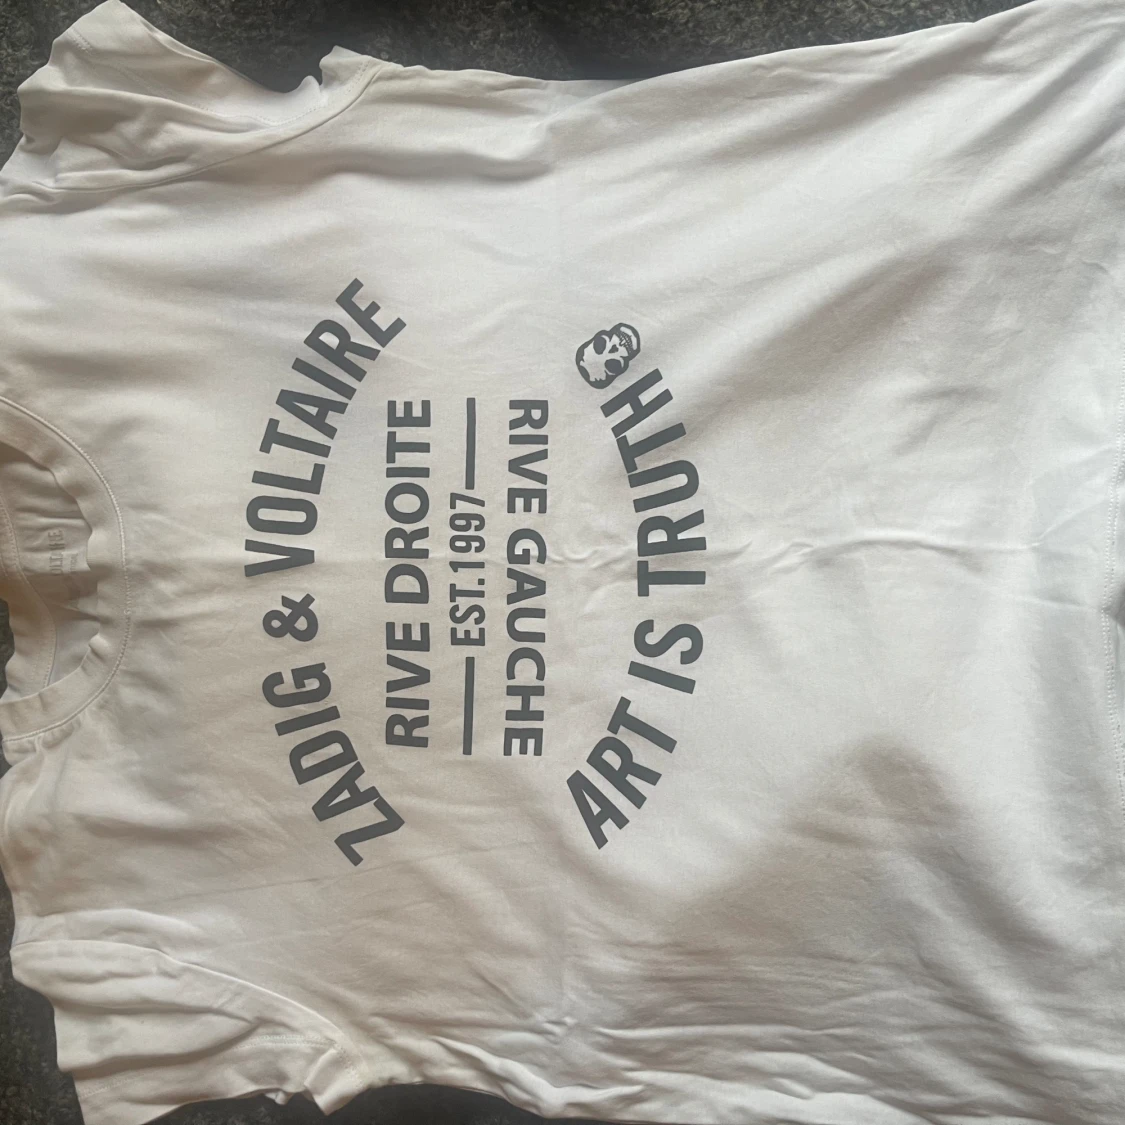 ZADIG & VOLTAIRE
RIVE DROITE
EST.1997
RIVE GAUCHE
ART IS TRUTH